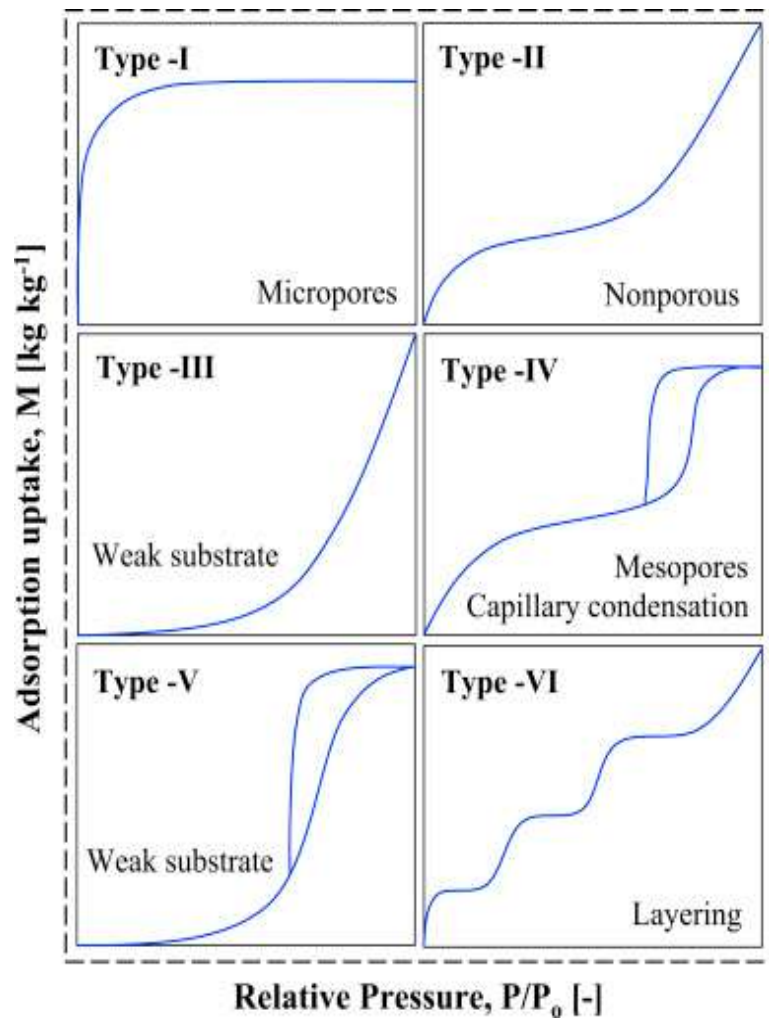 Adsorption uptake, M [kg kg⁻¹]
Type -I
Micropores
Type -II
Nonporous
Type -III
Weak substrate
Type -IV
Mesopores
Capillary condensation
Type -V
Weak substrate
Type -VI
Layering
Relative Pressure, P/Pₒ [-]